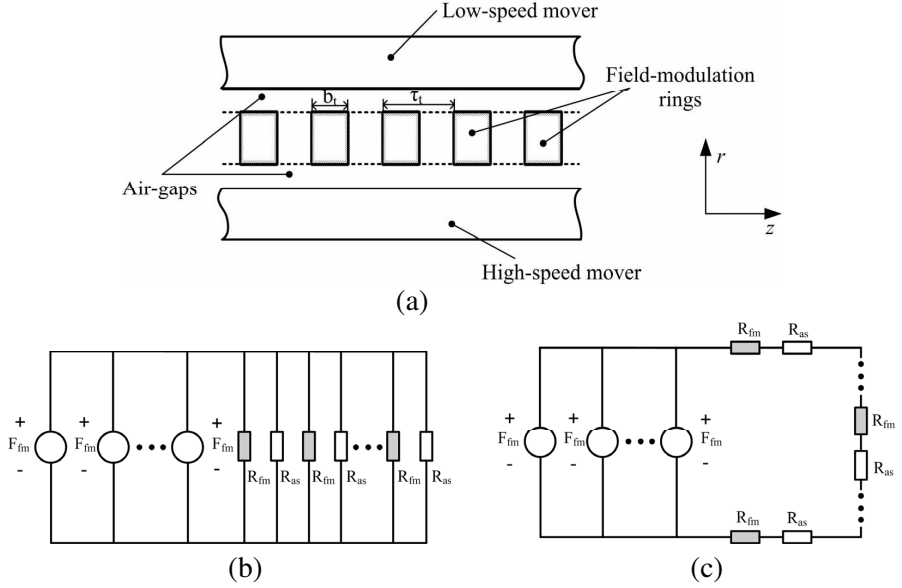 Low-speed mover
b_t
τ_t
Field-modulation
rings
Air-gaps
r
z
High-speed mover
(a)
+ + + +
F_fm F_fm F_fm
- - - -
R_fm R_as R_fm R_as R_fm R_as
(b)
R_fm R_as
+ + + +
F_fm F_fm F_fm
- - - -
R_fm
R_as
R_fm R_as
(c)